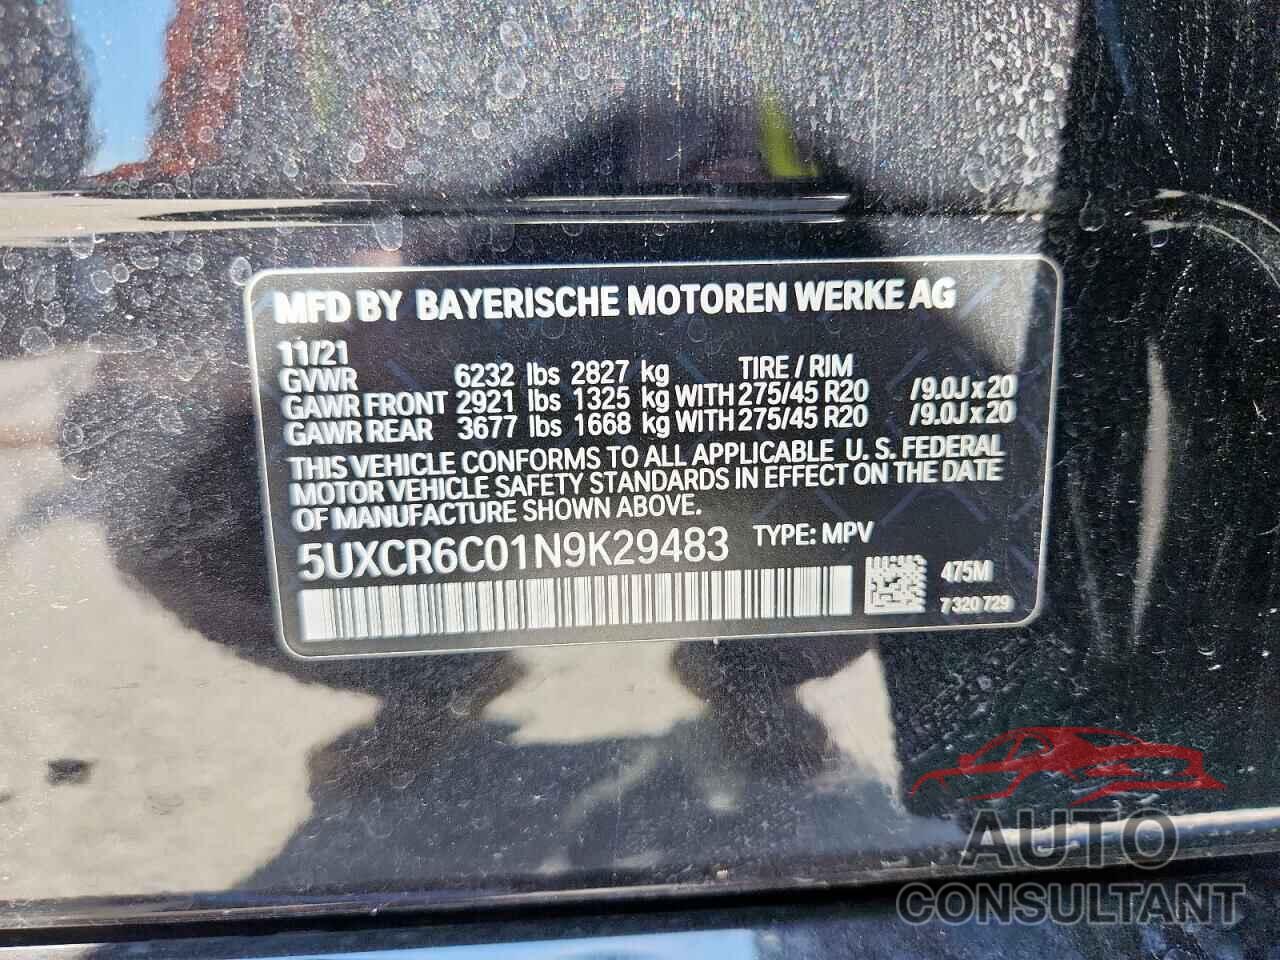 MFD BY BAYERISCHE MOTOREN WERKE AG
11/21
GVWR 6232 lbs 2827 kg TIRE / RIM
GAWR FRONT 2921 lbs 1325 kg WITH 275/45 R20 / 9.0J x 20
GAWR REAR 3677 lbs 1668 kg WITH 275/45 R20 / 9.0J x 20
THIS VEHICLE CONFORMS TO ALL APPLICABLE U. S. FEDERAL
MOTOR VEHICLE SAFETY STANDARDS IN EFFECT ON THE DATE
OF MANUFACTURE SHOWN ABOVE.
5UXCR6C01N9K29483 TYPE: MPV
475M
7 320 729
AUTO
CONSULTANT